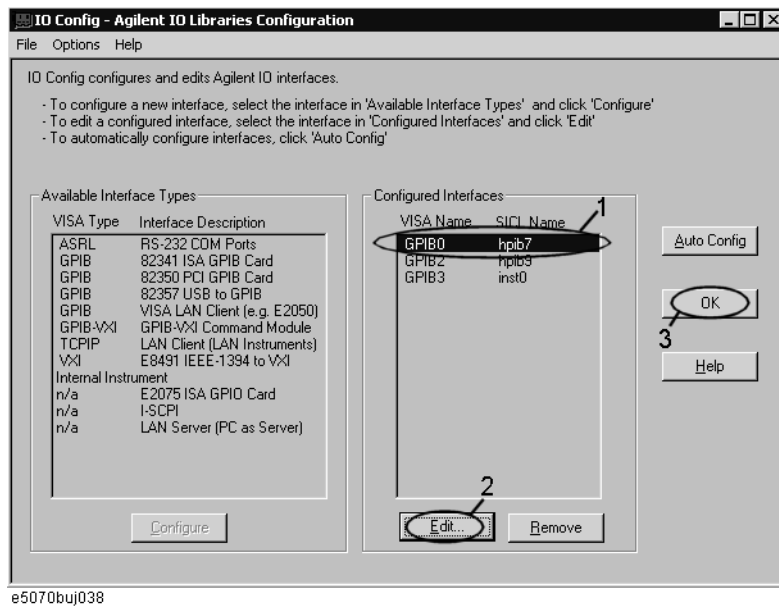 IO Config - Agilent IO Libraries Configuration
File Options Help
IO Config configures and edits Agilent IO interfaces.
- To configure a new interface, select the interface in 'Available Interface Types' and click 'Configure'
- To edit a configured interface, select the interface in 'Configured Interfaces' and click 'Edit'
- To automatically configure interfaces, click 'Auto Config'
Available Interface Types
VISA Type Interface Description
ASRL RS-232 COM Ports
GPIB 82341 ISA GPIB Card
GPIB 82350 PCI GPIB Card
GPIB 82357 USB to GPIB
GPIB VISA LAN Client (e.g. E2050)
GPIB-VXI GPIB-VXI Command Module
TCPIP LAN Client (LAN Instruments)
VXI E8491 IEEE-1394 to VXI
Internal Instrument
n/a E2075 ISA GPIO Card
n/a I-SCPI
n/a LAN Server (PC as Server)
Configure
Configured Interfaces
1
VISA Name SICL Name
GPIB0 hpib7
GPIB2 hpib9
GPIB3 inst0
2
Edit...
Remove
Auto Config
OK
3
Help
e5070buj038